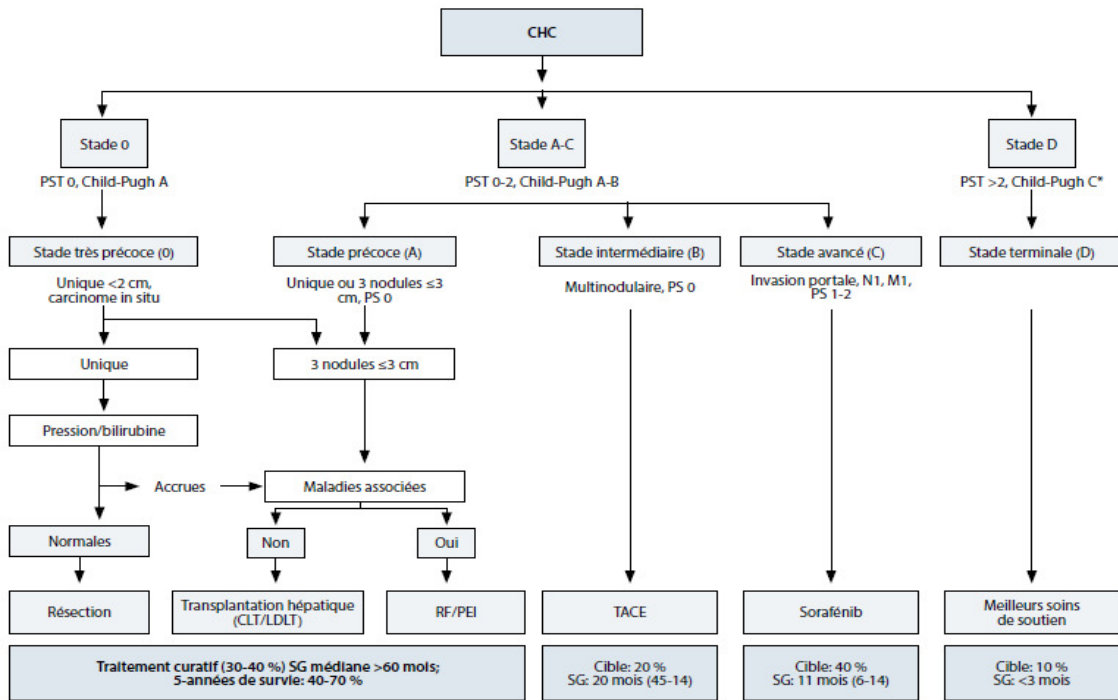 CHC
Stade 0
Stade A-C
Stade D
PST 0, Child-Pugh A
PST 0-2, Child-Pugh A-B
PST >2, Child-Pugh C*
Stade très précoce (0)
Stade précoce (A)
Stade intermédiaire (B)
Stade avancé (C)
Stade terminale (D)
Unique <2 cm,
carcinome in situ
Unique ou 3 nodules ≤3
cm, PS 0
Multinodulaire, PS 0
Invasion portale, N1, M1,
PS 1-2
Unique
3 nodules ≤3 cm
Pression/bilirubine
Accrues
Maladies associées
Normales
Non
Oui
Résection
Transplantation hépatique
(CLT/LDLT)
RF/PEI
TACE
Sorafénib
Meilleurs soins
de soutien
Traitement curatif (30-40 %) SG médiane >60 mois;
5-années de survie: 40-70 %
Cible: 20 %
SG: 20 mois (45-14)
Cible: 40 %
SG: 11 mois (6-14)
Cible: 10 %
SG: <3 mois